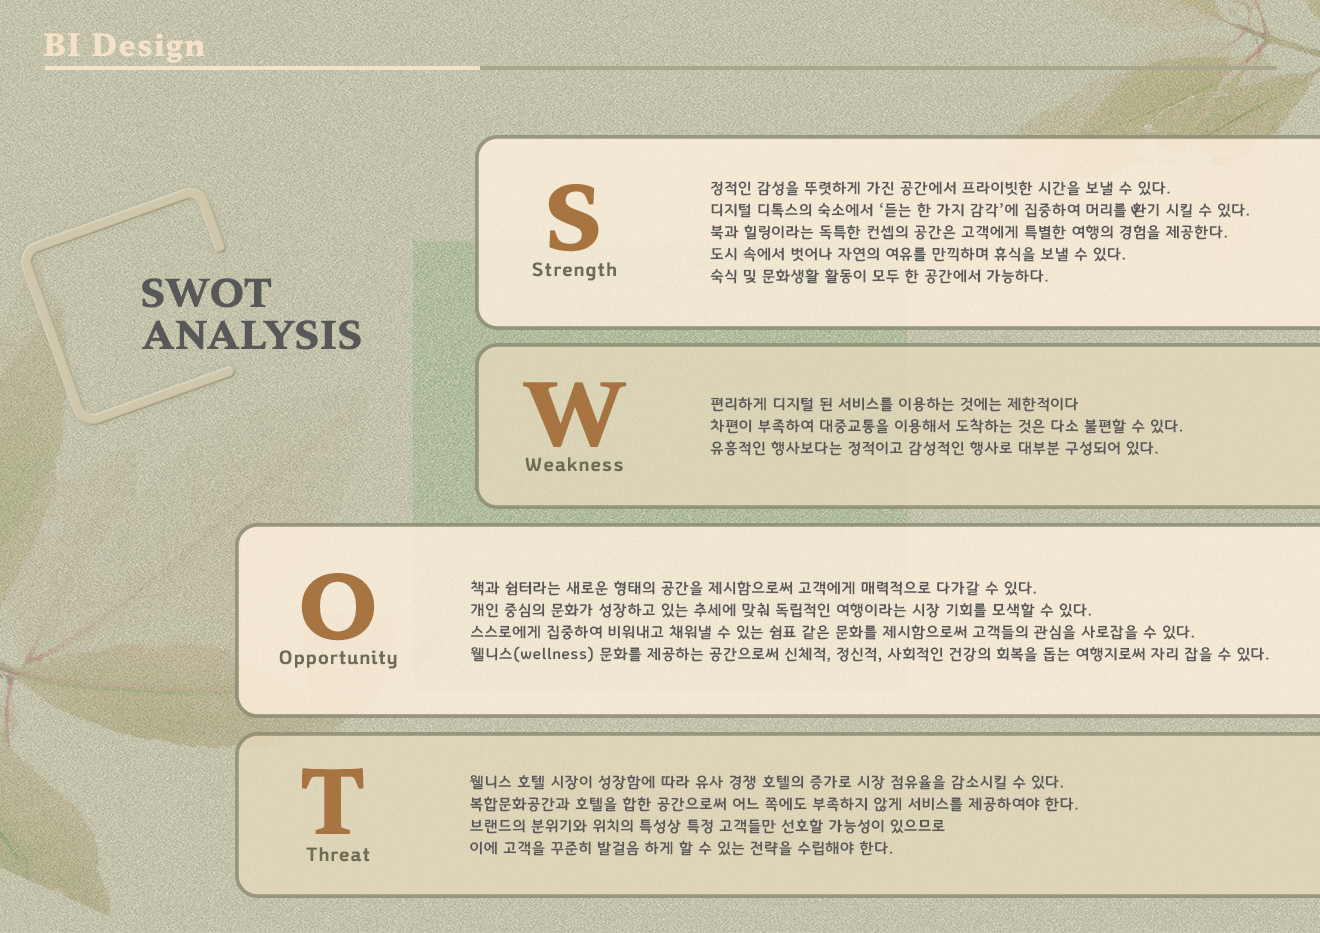 BI Design
SWOT
ANALYSIS
S
Strength
정적인 감성을 뚜렷하게 가진 공간에서 프라이빗한 시간을 보낼 수 있다.
디지털 디톡스의 숙소에서 ‘듣는 한 가지 감각’에 집중하여 머리를 환기 시킬 수 있다.
북과 힐링이라는 독특한 컨셉의 공간은 고객에게 특별한 여행의 경험을 제공한다.
도시 속에서 벗어나 자연의 여유를 만끽하며 휴식을 보낼 수 있다.
숙식 및 문화생활 활동이 모두 한 공간에서 가능하다.
W
Weakness
편리하게 디지털 된 서비스를 이용하는 것에는 제한적이다
차편이 부족하여 대중교통을 이용해서 도착하는 것은 다소 불편할 수 있다.
유흥적인 행사보다는 정적이고 감성적인 행사로 대부분 구성되어 있다.
O
Opportunity
책과 쉼터라는 새로운 형태의 공간을 제시함으로써 고객에게 매력적으로 다가갈 수 있다.
개인 중심의 문화가 성장하고 있는 추세에 맞춰 독립적인 여행이라는 시장 기회를 모색할 수 있다.
스스로에게 집중하여 비워내고 채워낼 수 있는 쉼표 같은 문화를 제시함으로써 고객들의 관심을 사로잡을 수 있다.
웰니스(wellness) 문화를 제공하는 공간으로써 신체적, 정신적, 사회적인 건강의 회복을 돕는 여행지로써 자리 잡을 수 있다.
T
Threat
웰니스 호텔 시장이 성장함에 따라 유사 경쟁 호텔의 증가로 시장 점유율을 감소시킬 수 있다.
복합문화공간과 호텔을 합한 공간으로써 어느 쪽에도 부족하지 않게 서비스를 제공하여야 한다.
브랜드의 분위기와 위치의 특성상 특정 고객들만 선호할 가능성이 있으므로
이에 고객을 꾸준히 발걸음 하게 할 수 있는 전략을 수립해야 한다.